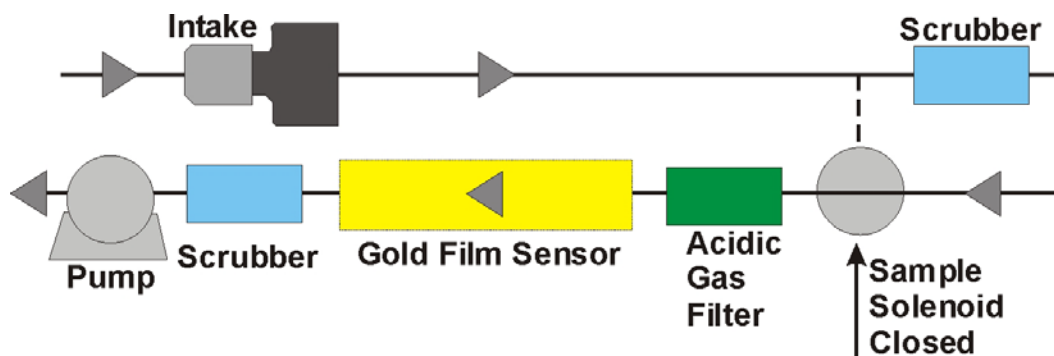 Intake
Scrubber
Pump
Scrubber
Gold Film Sensor
Acidic
Gas
Filter
Sample
Solenoid
Closed